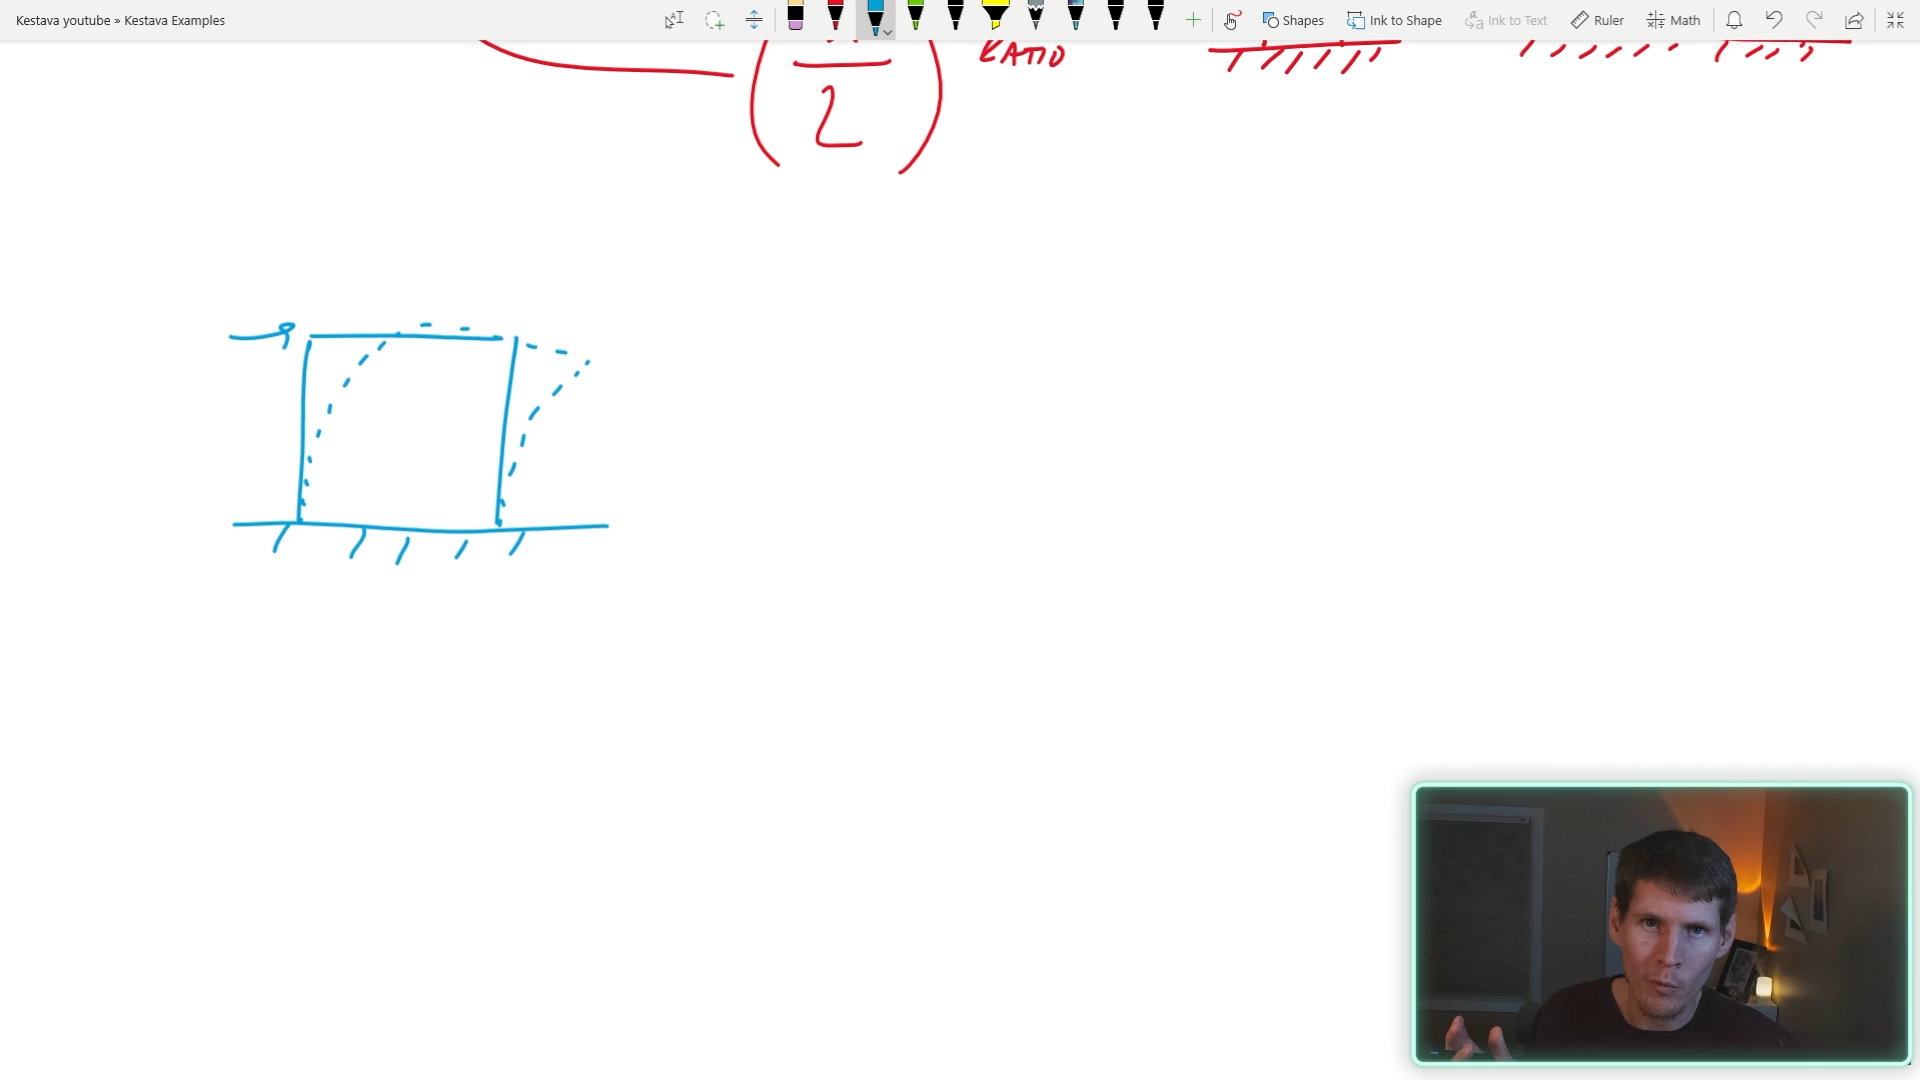 Kestava youtube » Kestava Examples
Shapes
Ink to Shape
Ink to Text
Ruler
Math
RATIO
2